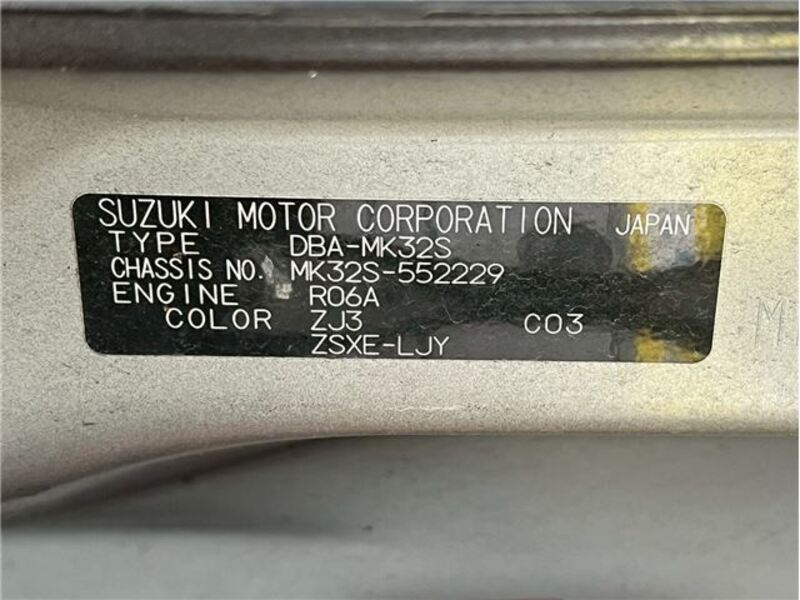 SUZUKI MOTOR CORPORATION JAPAN
TYPE DBA-MK32S
CHASSIS NO. MK32S-552229
ENGINE R06A
COLOR ZJ3 C03
ZSXE-LJY
M